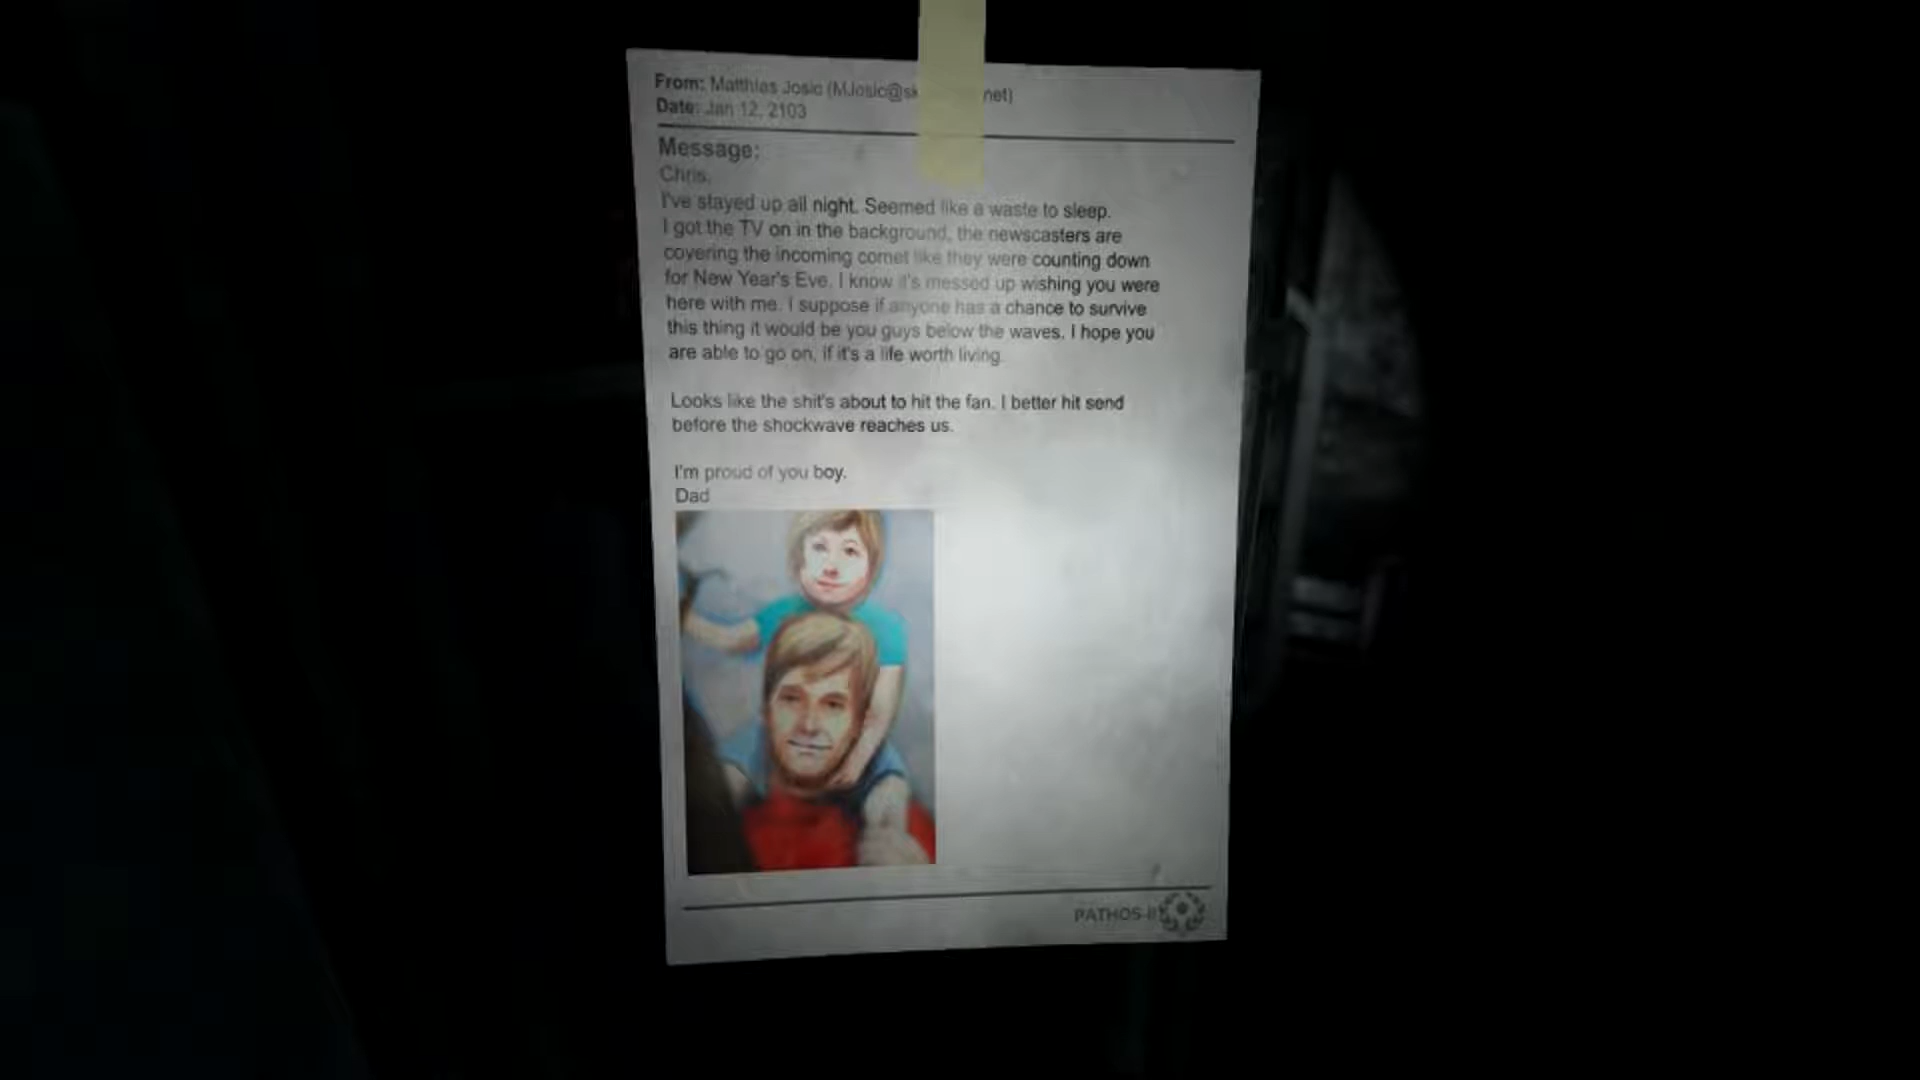 From: Matthias Josic (MJosic@sk net)
Date: Jan 12, 2103
Message:
Chris,
I've stayed up all night. Seemed like a waste to sleep.
I got the TV on in the background, the newscasters are
covering the incoming comet like they were counting down
for New Year's Eve. I know it's messed up wishing you were
here with me. I suppose if anyone has a chance to survive
this thing it would be you guys below the waves. I hope you
are able to go on, if it's a life worth living.
Looks like the shit's about to hit the fan. I better hit send
before the shockwave reaches us.
I'm proud of you boy.
Dad
PATHOS-II